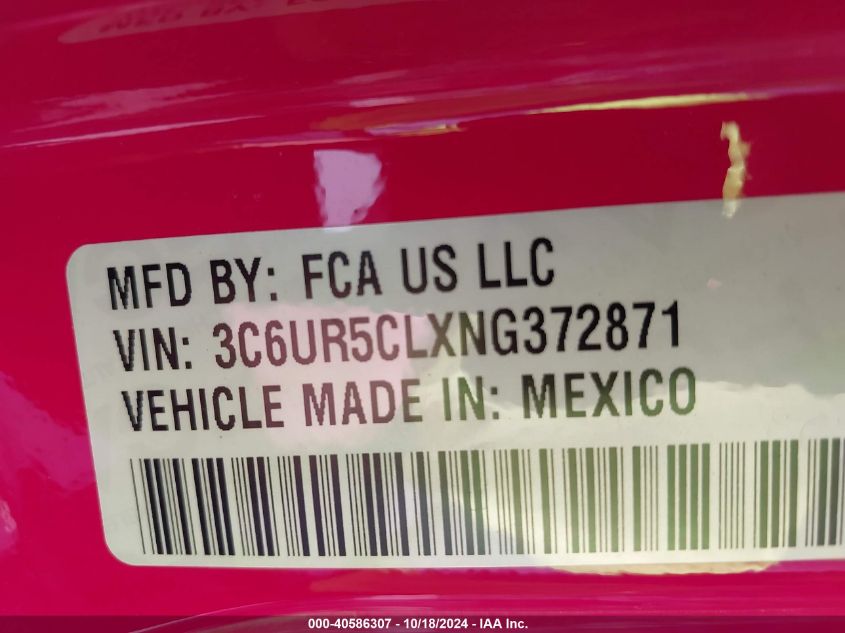 MFD BY: FCA US LLC
VIN: 3C6UR5CLXNG372871
VEHICLE MADE IN: MEXICO
000-40586307 - 10/18/2024 - IAA Inc.